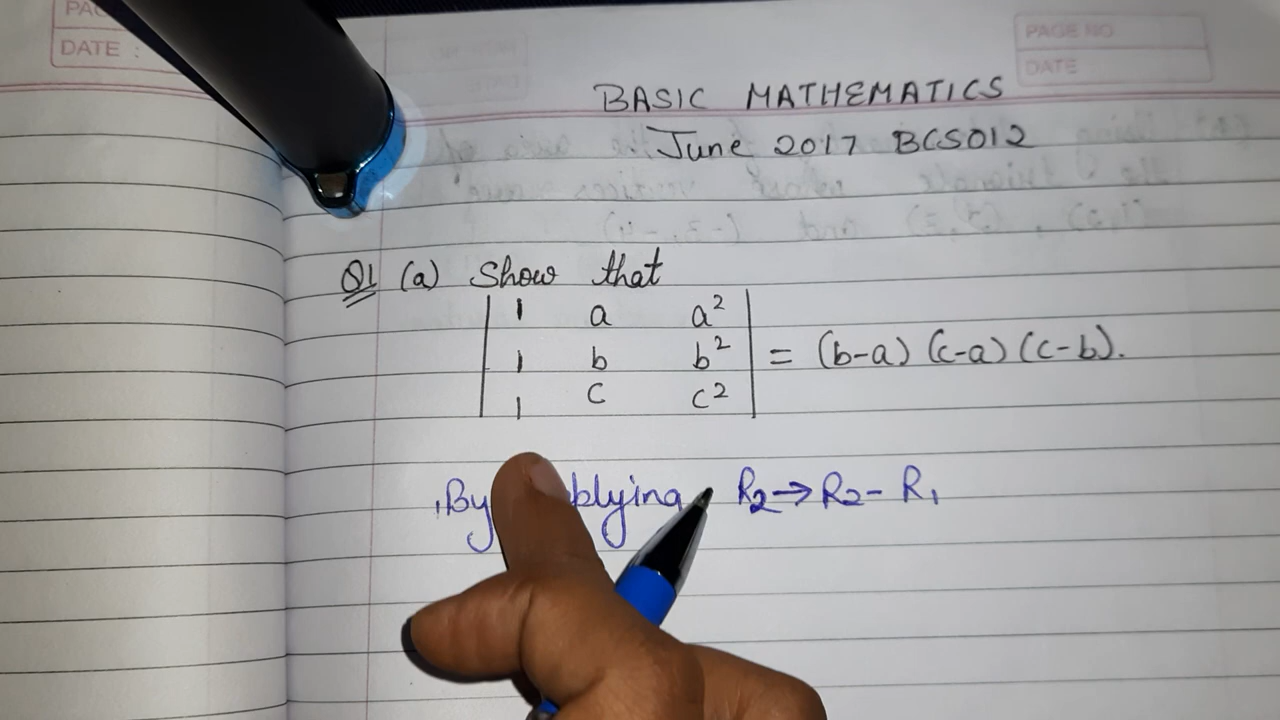 PAGE NO
DATE :
DATE
BASIC MATHEMATICS
June 2017 BCS012
Q1 (a) Show that
| 1 a a² |
| 1 b b² | = (b-a) (c-a) (c-b).
| 1 c c² |
By R₂→R₂- R₁